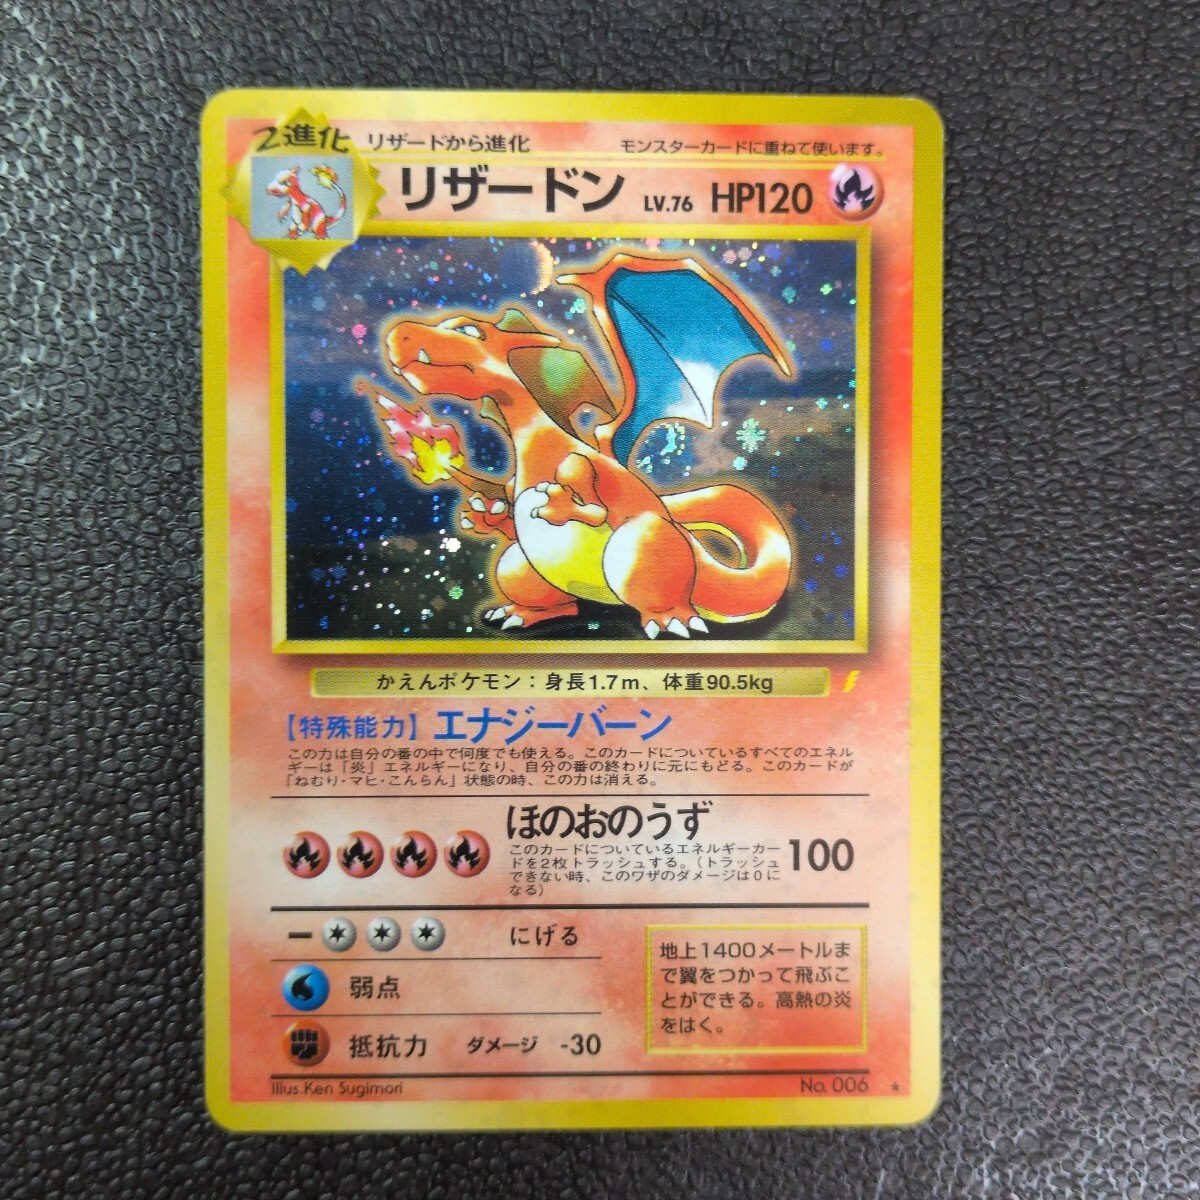 2進化
リザードから進化
モンスターカードに重ねて使います。
リザードン LV.76 HP120
かえんポケモン：身長1.7m、体重90.5kg
【特殊能力】エナジーバーン
この力は自分の番の中で何度でも使える。このカードについているすべてのエネル
ギーは「炎」エネルギーになり、自分の番の終わりに元にもどる。このカードが
「ねむり・マヒ・こんらん」状態の時、この力は消える。
ほのおのうず
このカードについているエネルギーカー
ドを2枚トラッシュする。（トラッシュ
できない時、このワザのダメージは0に
なる）
100
にげる
弱点
抵抗力 ダメージ -30
地上1400メートルま
で翼をつかって飛ぶこ
とができる。高熱の炎
をはく。
Illus.Ken Sugimori
No. 006 ★